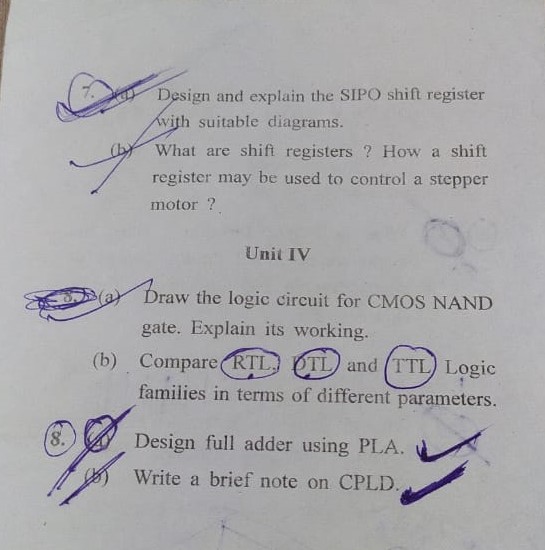 7. (a) Design and explain the SIPO shift register
with suitable diagrams.
(b) What are shift registers ? How a shift
register may be used to control a stepper
motor ?
Unit IV
(a) Draw the logic circuit for CMOS NAND
gate. Explain its working.
(b) Compare RTL, DTL and TTL Logic
families in terms of different parameters.
8. (a) Design full adder using PLA.
(b) Write a brief note on CPLD.